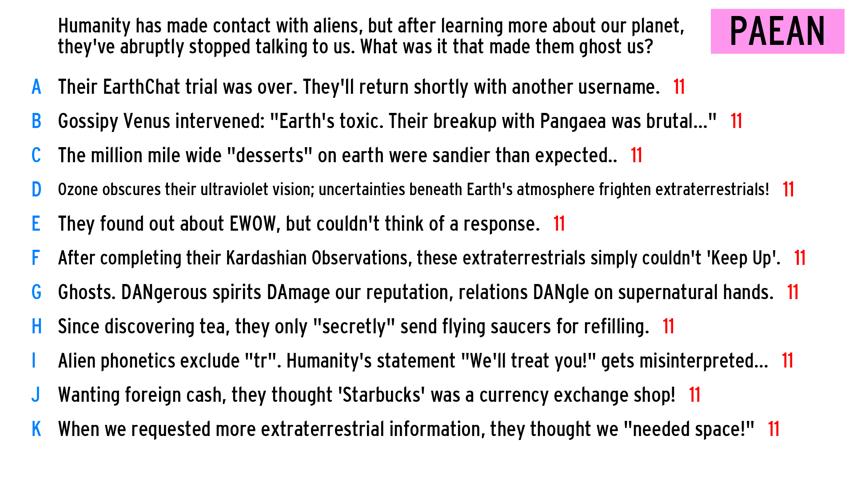 Humanity has made contact with aliens, but after learning more about our planet,
they've abruptly stopped talking to us. What was it that made them ghost us?
PAEAN
A Their EarthChat trial was over. They'll return shortly with another username. 11
B Gossipy Venus intervened: "Earth's toxic. Their breakup with Pangaea was brutal..." 11
C The million mile wide "desserts" on earth were sandier than expected.. 11
D Ozone obscures their ultraviolet vision; uncertainties beneath Earth's atmosphere frighten extraterrestrials! 11
E They found out about EWOW, but couldn't think of a response. 11
F After completing their Kardashian Observations, these extraterrestrials simply couldn't 'Keep Up'. 11
G Ghosts. DANgerous spirits DAmage our reputation, relations DANgle on supernatural hands. 11
H Since discovering tea, they only "secretly" send flying saucers for refilling. 11
I Alien phonetics exclude "tr". Humanity's statement "We'll treat you!" gets misinterpreted... 11
J Wanting foreign cash, they thought 'Starbucks' was a currency exchange shop! 11
K When we requested more extraterrestrial information, they thought we "needed space!" 11